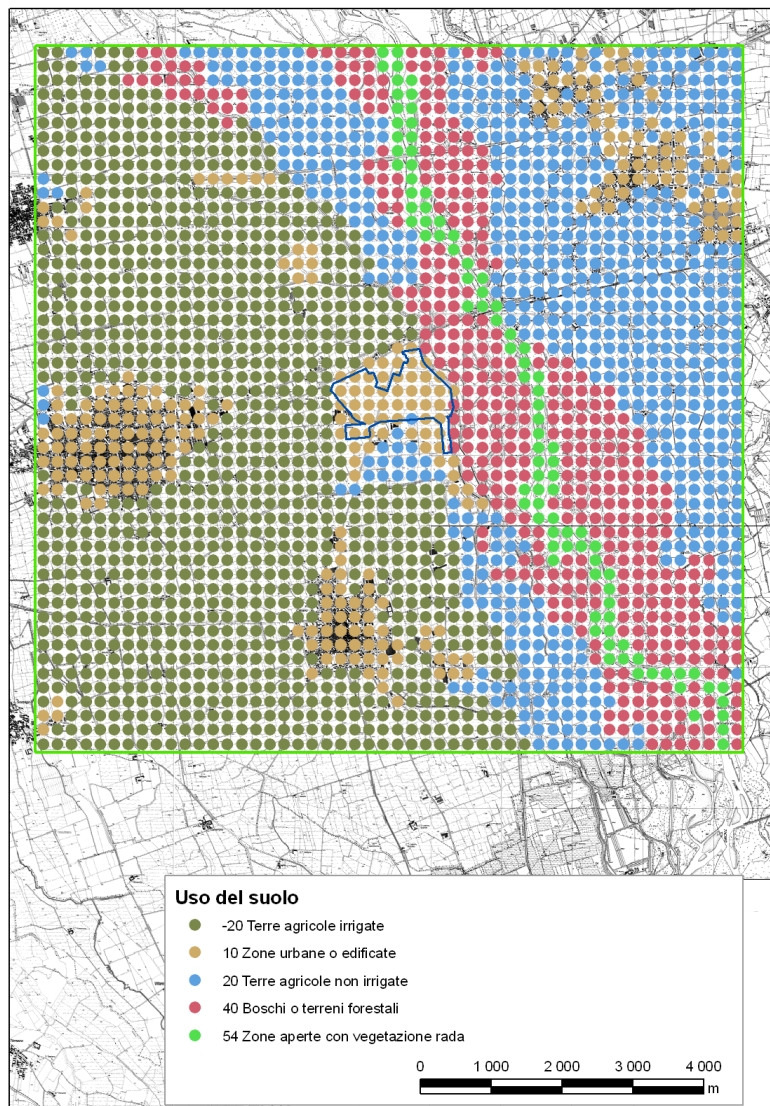 Uso del suolo
-20 Terre agricole irrigate
10 Zone urbane o edificate
20 Terre agricole non irrigate
40 Boschi o terreni forestali
54 Zone aperte con vegetazione rada
0 1 000 2 000 3 000 4 000
m